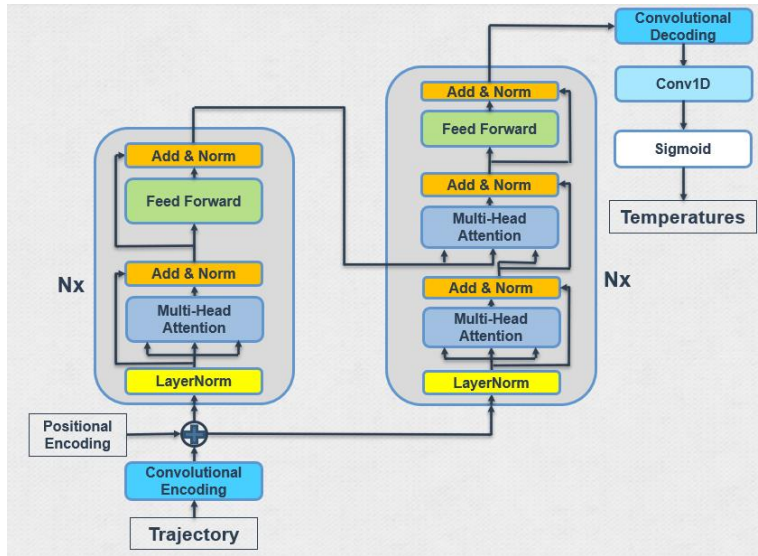 Convolutional
Decoding
Conv1D
Sigmoid
Temperatures
Add & Norm
Feed Forward
Add & Norm
Multi-Head
Attention
Add & Norm
Multi-Head
Attention
LayerNorm
Nx
Add & Norm
Feed Forward
Add & Norm
Multi-Head
Attention
LayerNorm
Nx
Positional
Encoding
Convolutional
Encoding
Trajectory